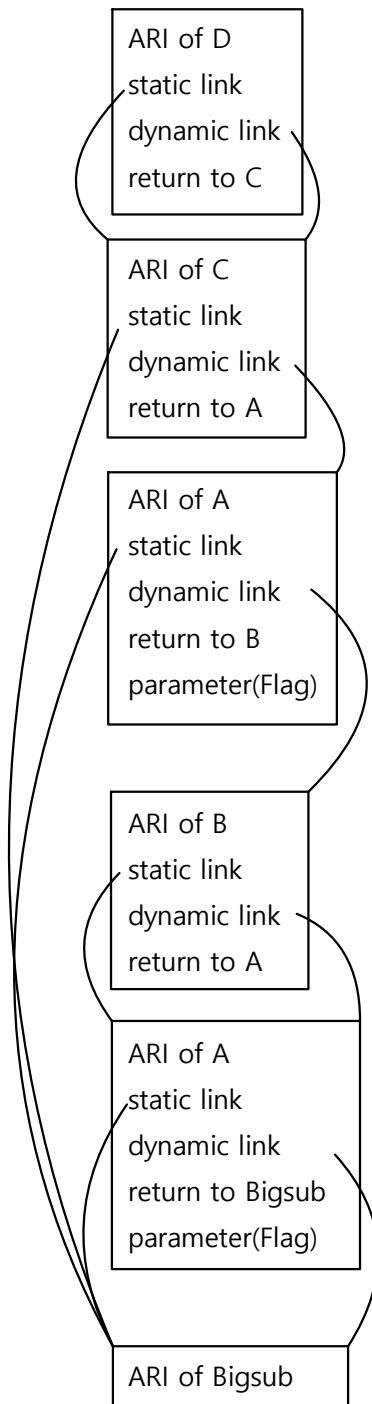 ARI of D
static link
dynamic link
return to C
ARI of C
static link
dynamic link
return to A
ARI of A
static link
dynamic link
return to B
parameter(Flag)
ARI of B
static link
dynamic link
return to A
ARI of A
static link
dynamic link
return to Bigsub
parameter(Flag)
ARI of Bigsub